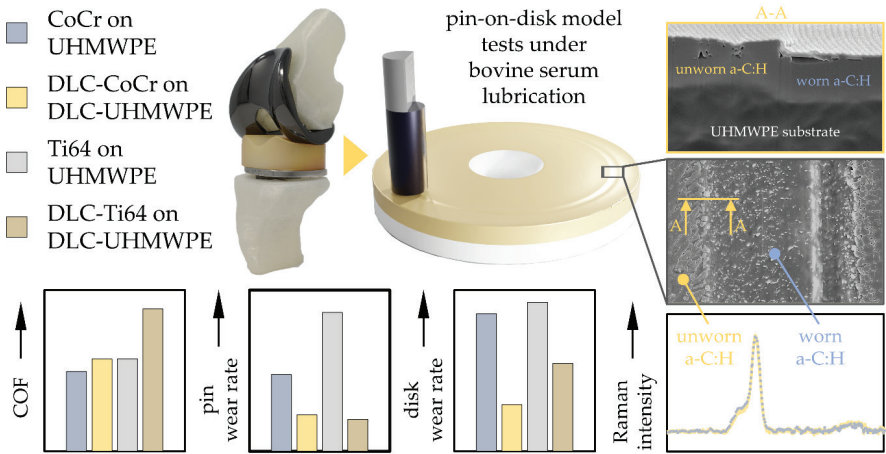 CoCr on
UHMWPE
DLC-CoCr on
DLC-UHMWPE
Ti64 on
UHMWPE
DLC-Ti64 on
DLC-UHMWPE
pin-on-disk model
tests under
bovine serum
lubrication
A-A
unworn a-C:H
worn a-C:H
UHMWPE substrate
A
A
COF
pin
wear rate
disk
wear rate
Raman
intensity
unworn
a-C:H
worn
a-C:H